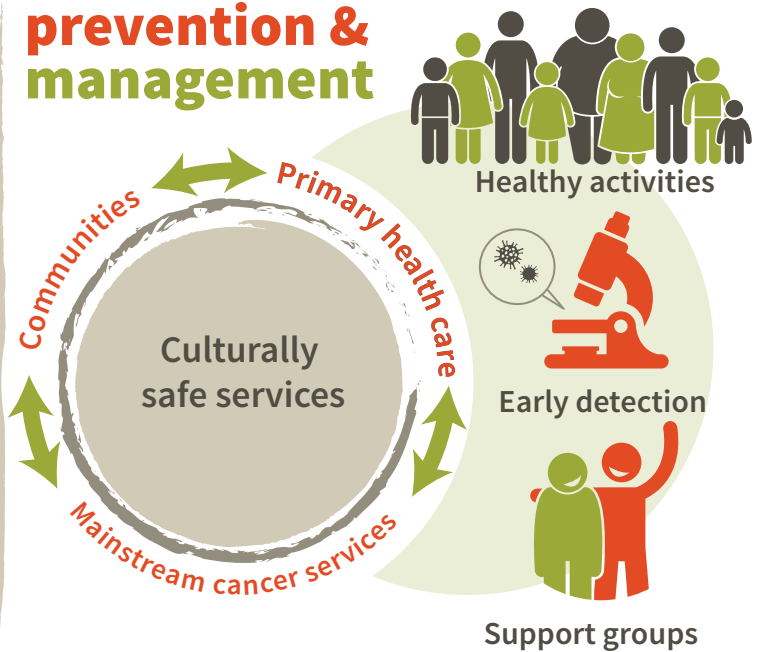 prevention &
management
Healthy activities
Communities
Primary health care
Culturally
safe services
Early detection
Mainstream cancer services
Support groups